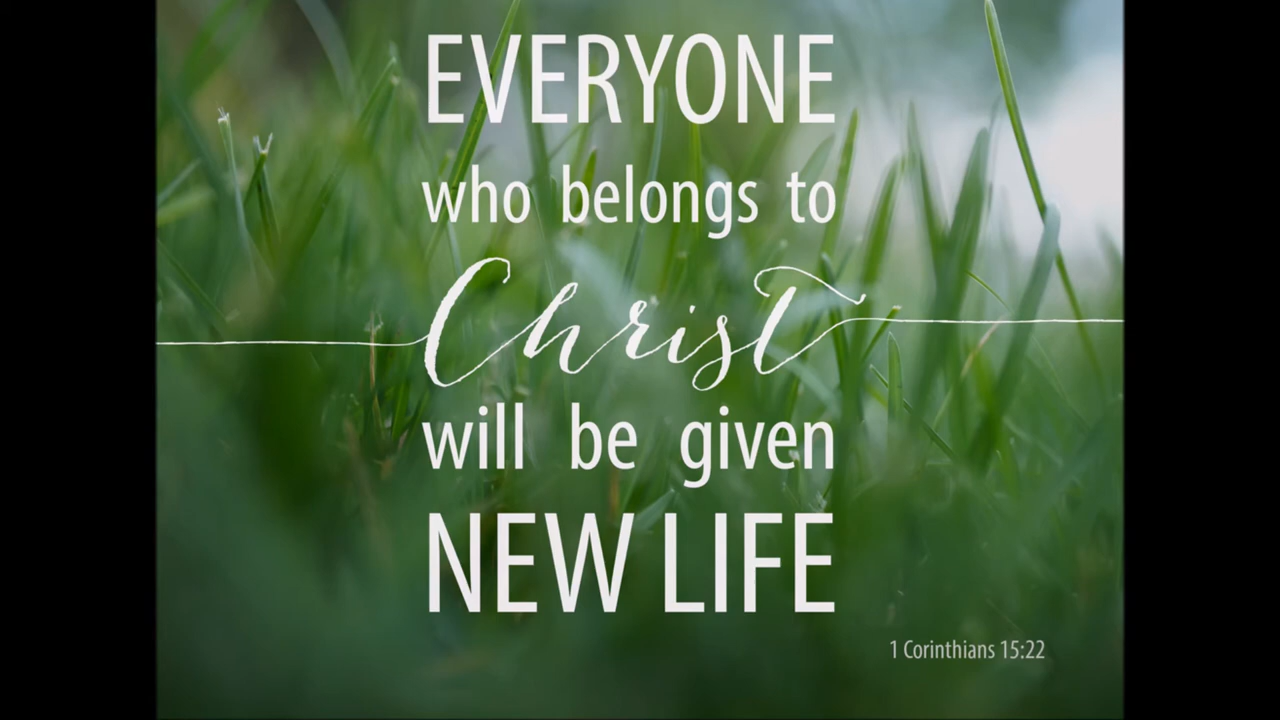 EVERYONE
who belongs to
Christ
will be given
NEW LIFE
1 Corinthians 15:22